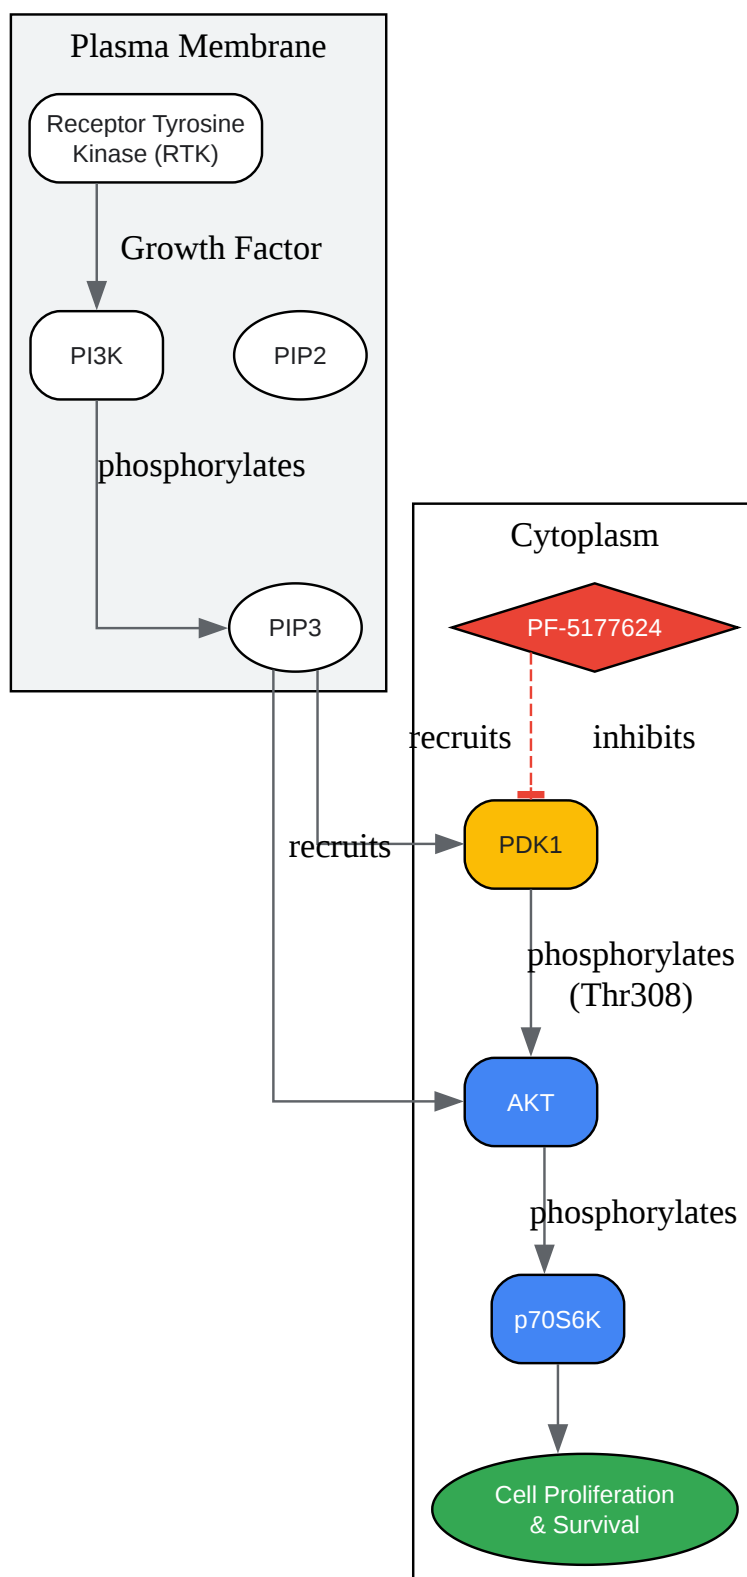 Plasma Membrane
Receptor Tyrosine
Kinase (RTK)
Growth Factor
PI3K
PIP2
phosphorylates
Cytoplasm
PIP3
PF-5177624
recruits
inhibits
recruits
PDK1
phosphorylates
(Thr308)
AKT
phosphorylates
p70S6K
Cell Proliferation
& Survival